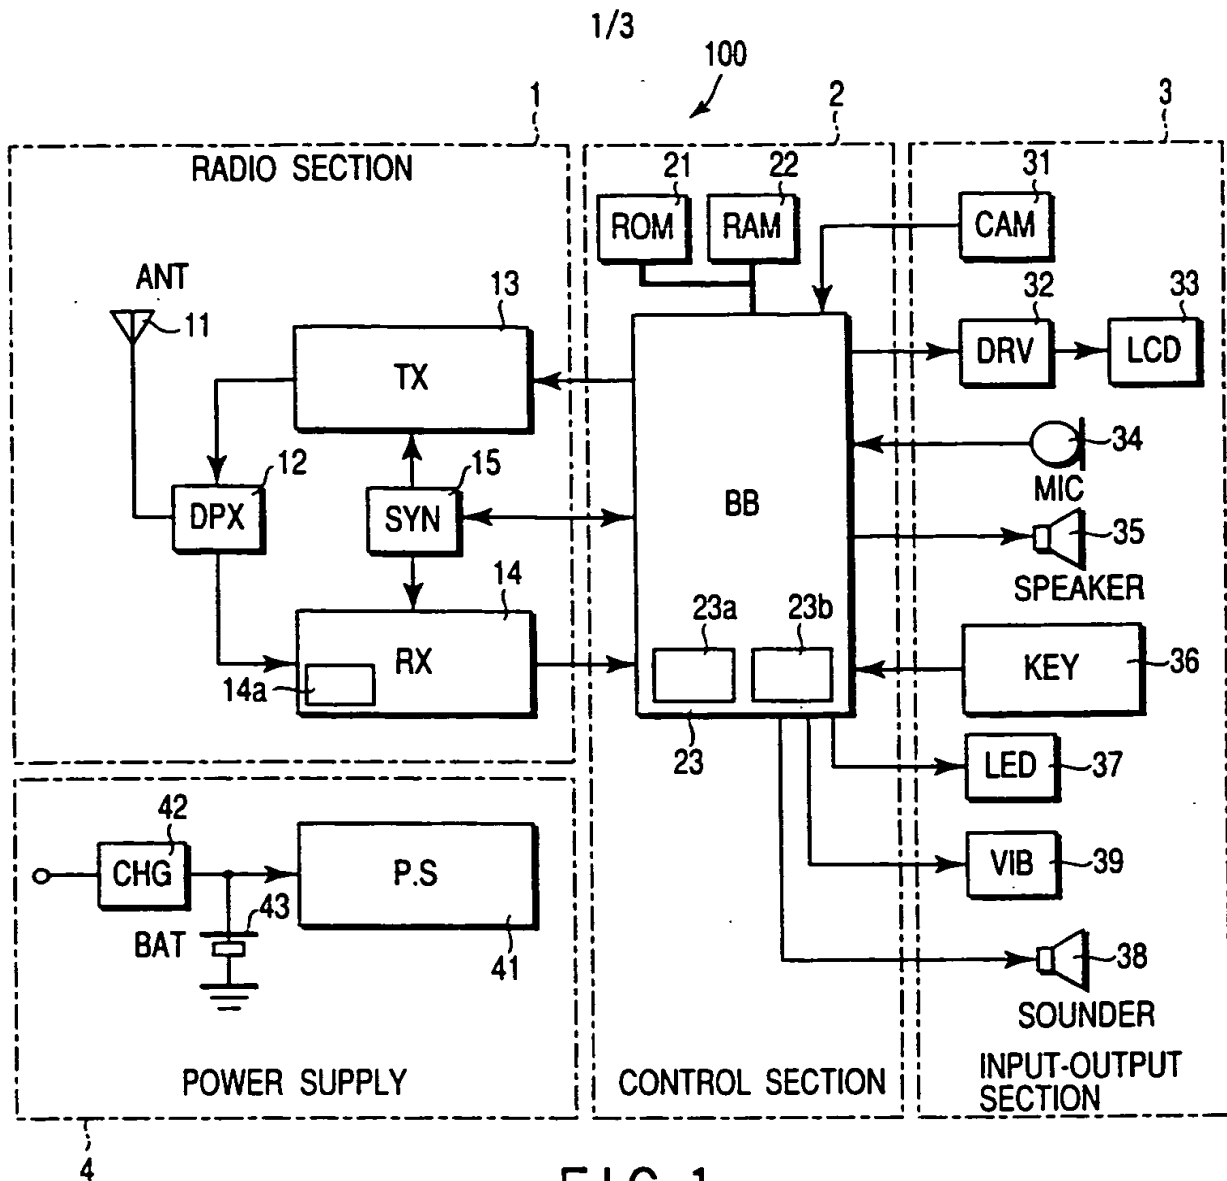 1/3
100
1
2
3
RADIO SECTION
21
22
31
ROM
RAM
CAM
ANT
11
13
32
33
TX
DRV
LCD
12
15
34
DPX
SYN
BB
MIC
35
SPEAKER
14
23a
23b
RX
14a
KEY
36
23
LED
37
42
CHG
P.S
VIB
39
43
BAT
41
38
SOUNDER
POWER SUPPLY
CONTROL SECTION
INPUT-OUTPUT
SECTION
4
FIG. 1